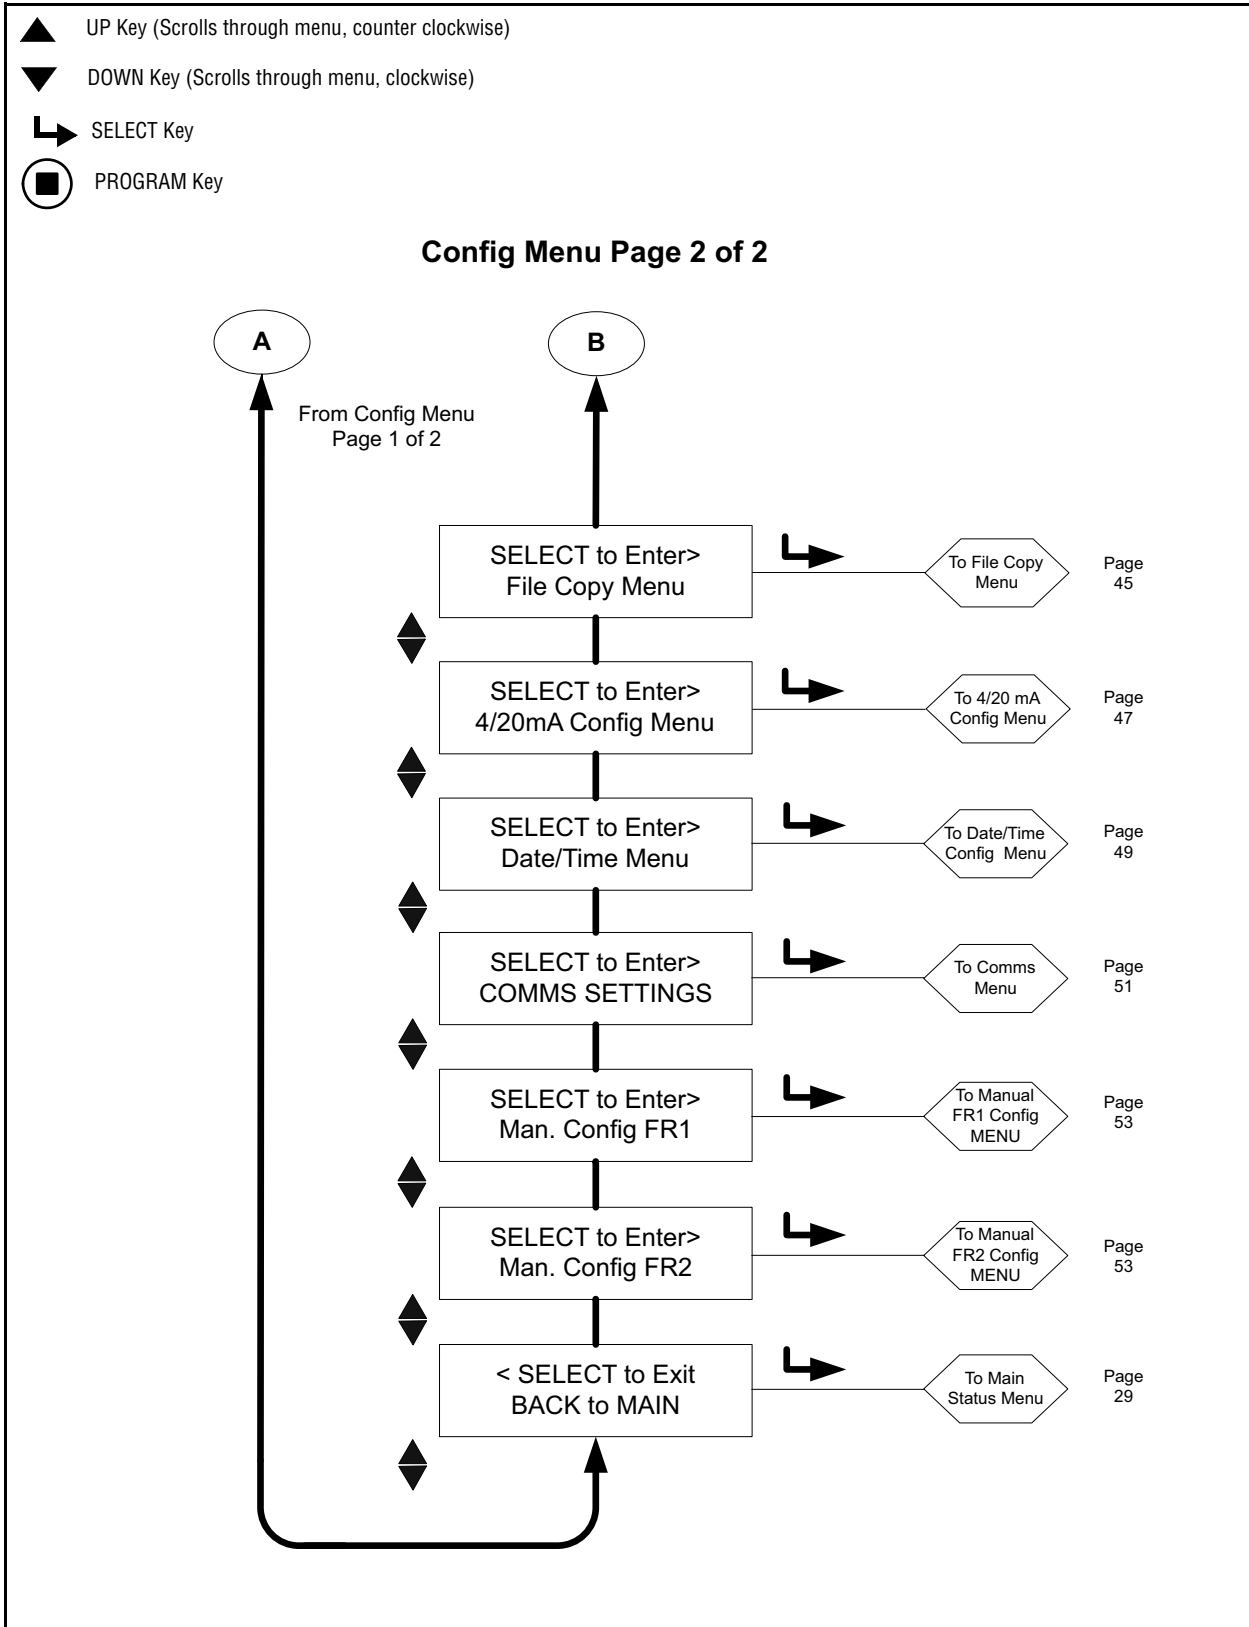 UP Key (Scrolls through menu, counter clockwise)
DOWN Key (Scrolls through menu, clockwise)
SELECT Key
PROGRAM Key
Config Menu Page 2 of 2
A
B
From Config Menu
Page 1 of 2
SELECT to Enter>
File Copy Menu
To File Copy
Menu
Page
45
SELECT to Enter>
4/20mA Config Menu
To 4/20 mA
Config Menu
Page
47
SELECT to Enter>
Date/Time Menu
To Date/Time
Config Menu
Page
49
SELECT to Enter>
COMMS SETTINGS
To Comms
Menu
Page
51
SELECT to Enter>
Man. Config FR1
To Manual
FR1 Config
MENU
Page
53
SELECT to Enter>
Man. Config FR2
To Manual
FR2 Config
MENU
Page
53
< SELECT to Exit
BACK to MAIN
To Main
Status Menu
Page
29